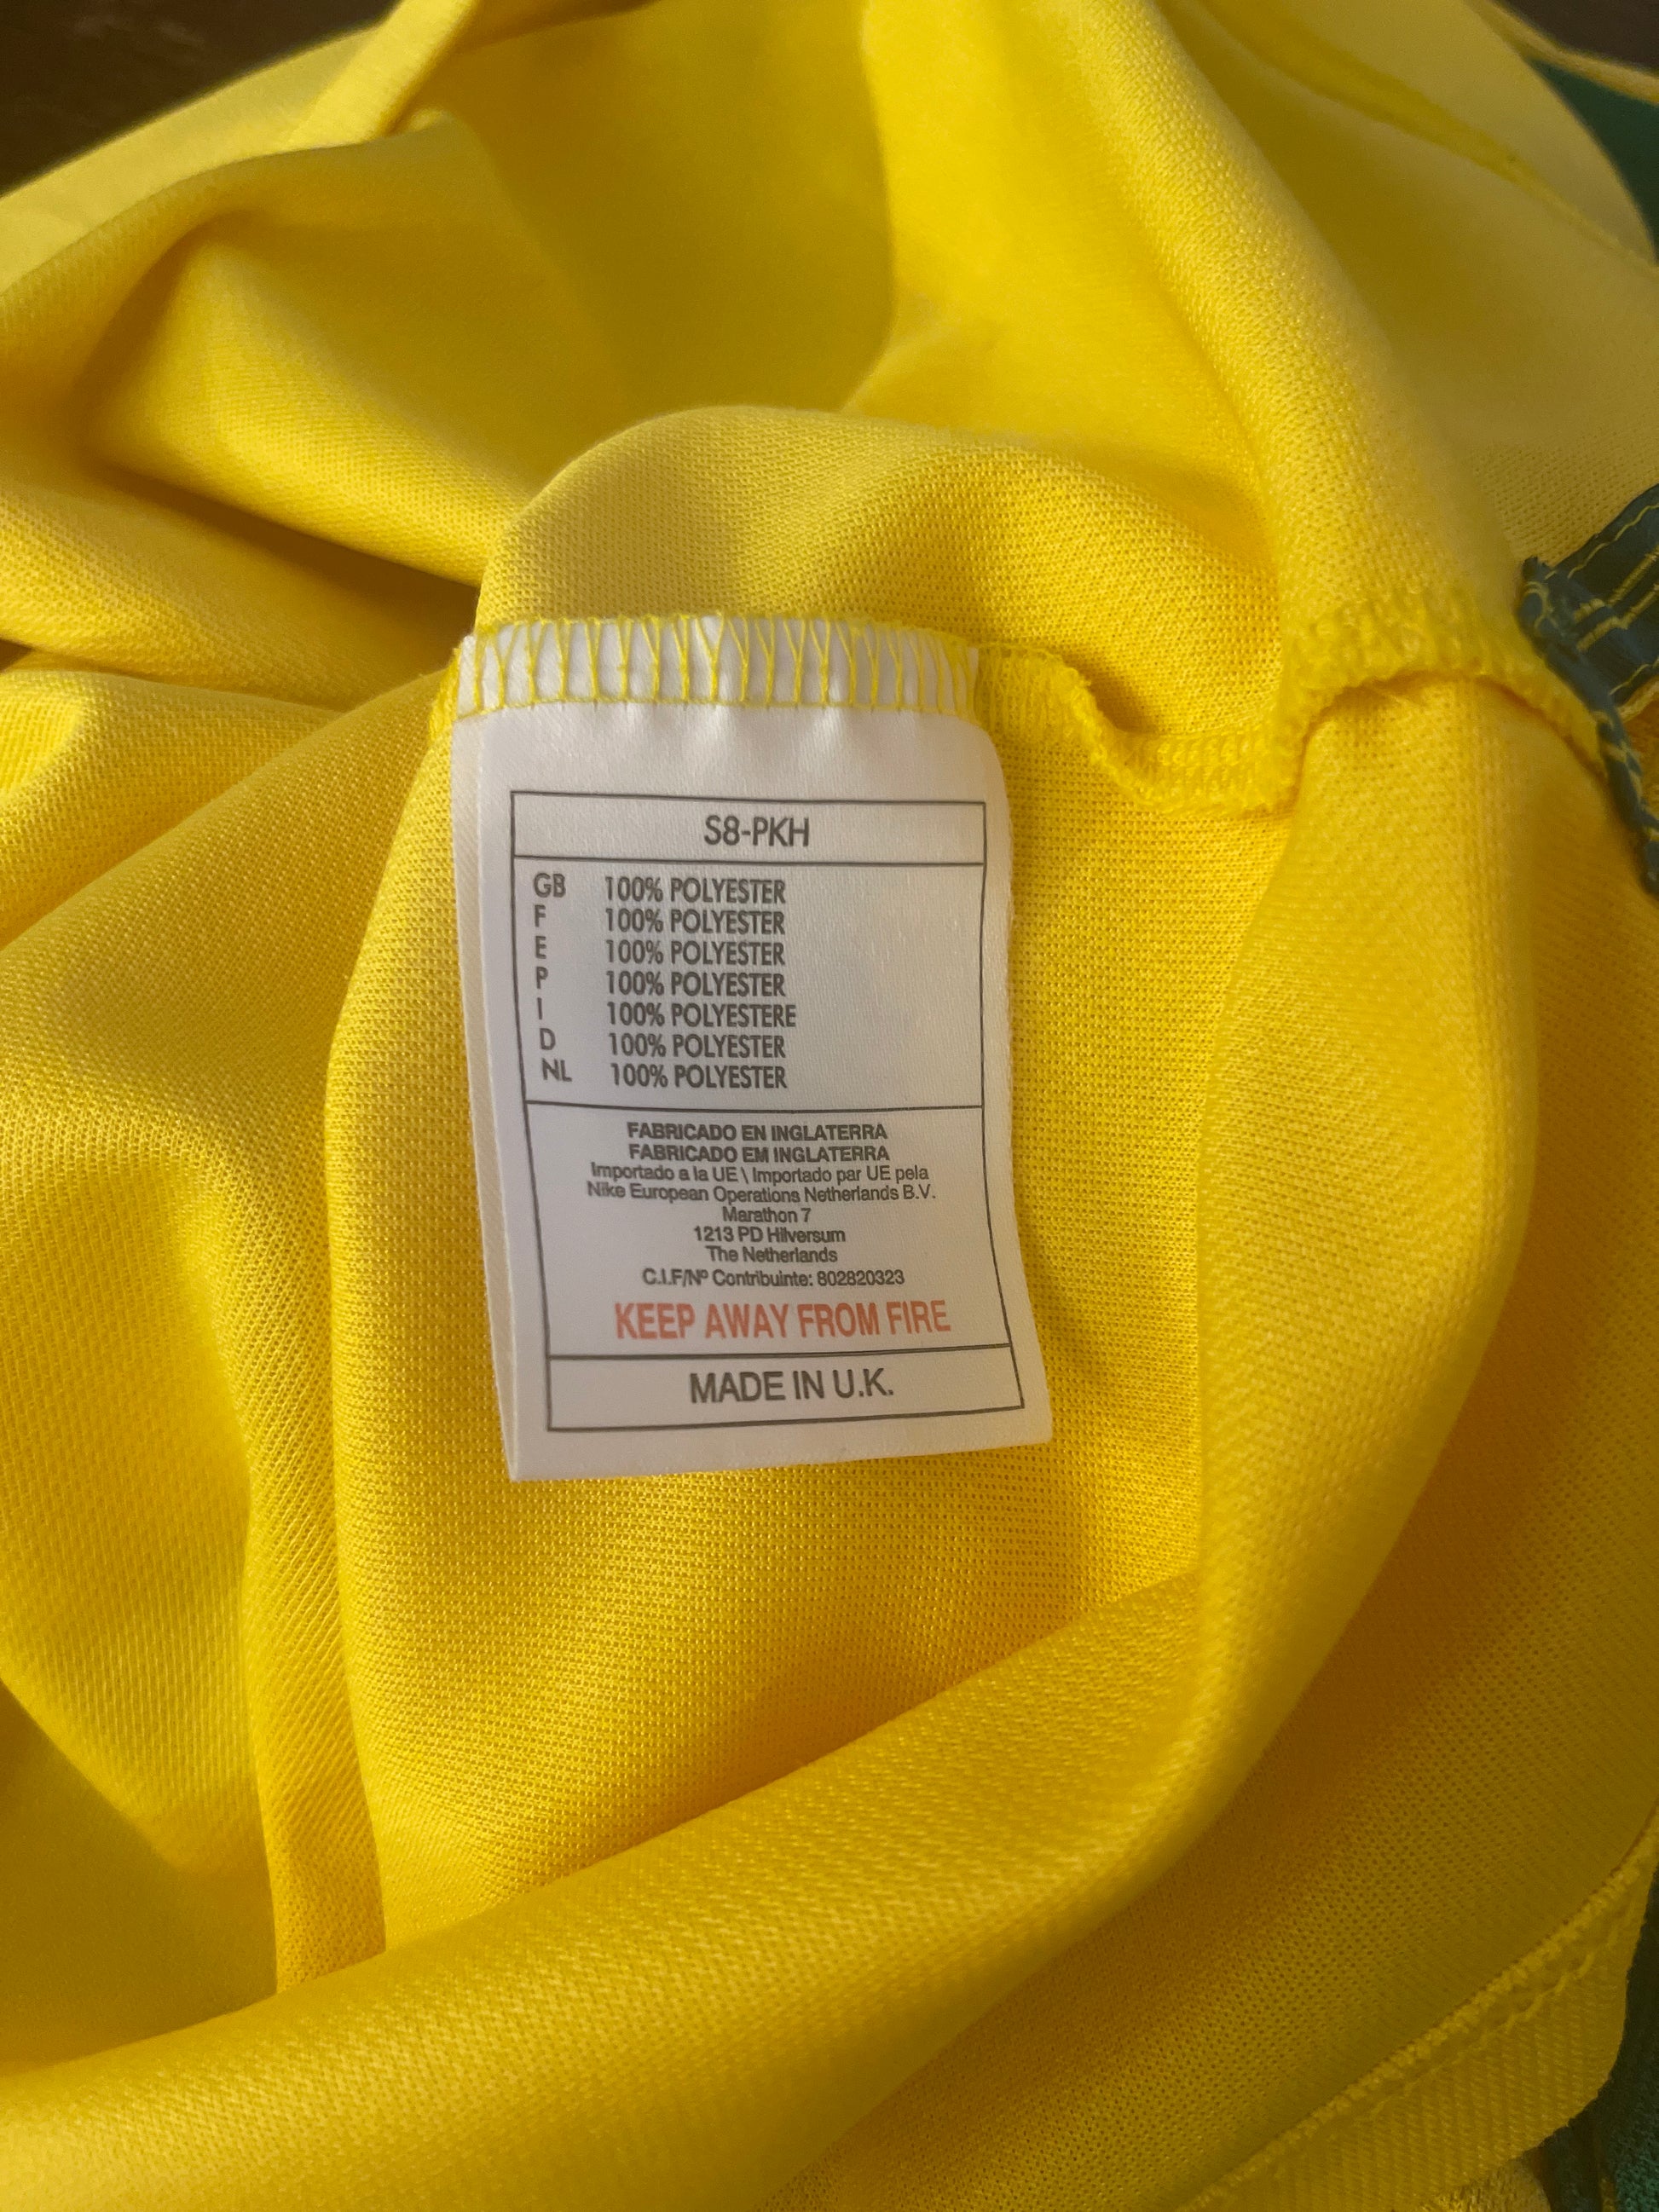 S8-PKH
GB 100% POLYESTER
F 100% POLYESTER
E 100% POLYESTER
P 100% POLYESTER
I 100% POLYESTERE
D 100% POLYESTER
NL 100% POLYESTER
FABRICADO EN INGLATERRA
FABRICADO EM INGLATERRA
Importado a la UE \ Importado par UE pela
Nike European Operations Netherlands B.V.
Marathon 7
1213 PD Hilversum
The Netherlands
C.I.F/Nº Contribuinte: 802820323
KEEP AWAY FROM FIRE
MADE IN U.K.